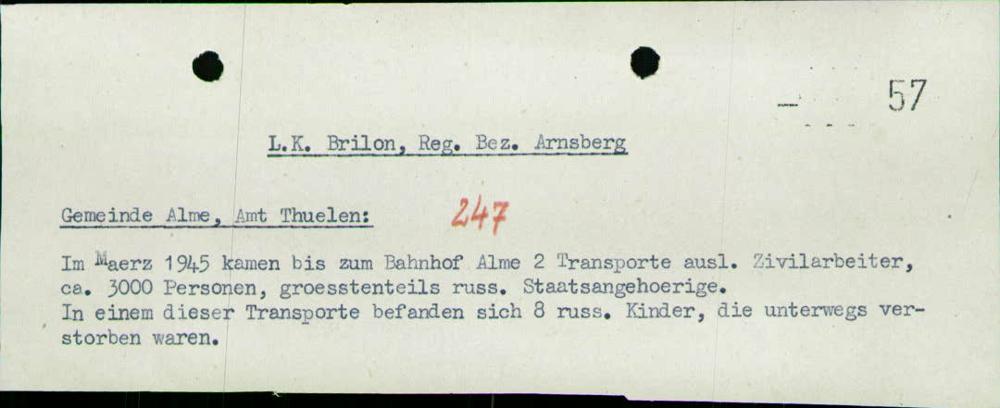 57
L.K. Brilon, Reg. Bez. Arnsberg
Gemeinde Alme, Amt Thuelen: 247
Im Maerz 1945 kamen bis zum Bahnhof Alme 2 Transporte ausl. Zivilarbeiter,
ca. 3000 Personen, groesstenteils russ. Staatsangehoerige.
In einem dieser Transporte befanden sich 8 russ. Kinder, die unterwegs ver-
storben waren.